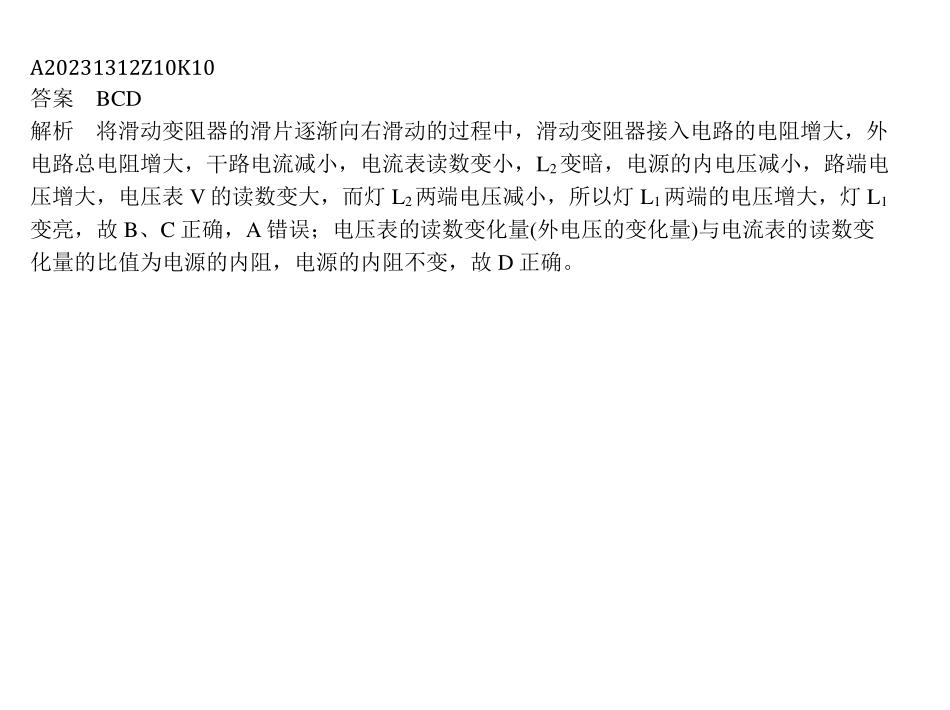 A20231312Z10K10
答案　BCD
解析　将滑动变阻器的滑片逐渐向右滑动的过程中，滑动变阻器接入电路的电阻增大，外
电路总电阻增大，干路电流减小，电流表读数变小，L₂变暗，电源的内电压减小，路端电
压增大，电压表 V 的读数变大，而灯 L₂两端电压减小，所以灯 L₁两端的电压增大，灯 L₁
变亮，故 B、C 正确，A 错误；电压表的读数变化量(外电压的变化量)与电流表的读数变
化量的比值为电源的内阻，电源的内阻不变，故 D 正确。